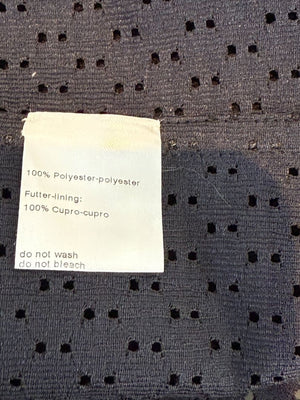 100% Polyester-polyester
Futter-lining:
100% Cupro-cupro
do not wash
do not bleach